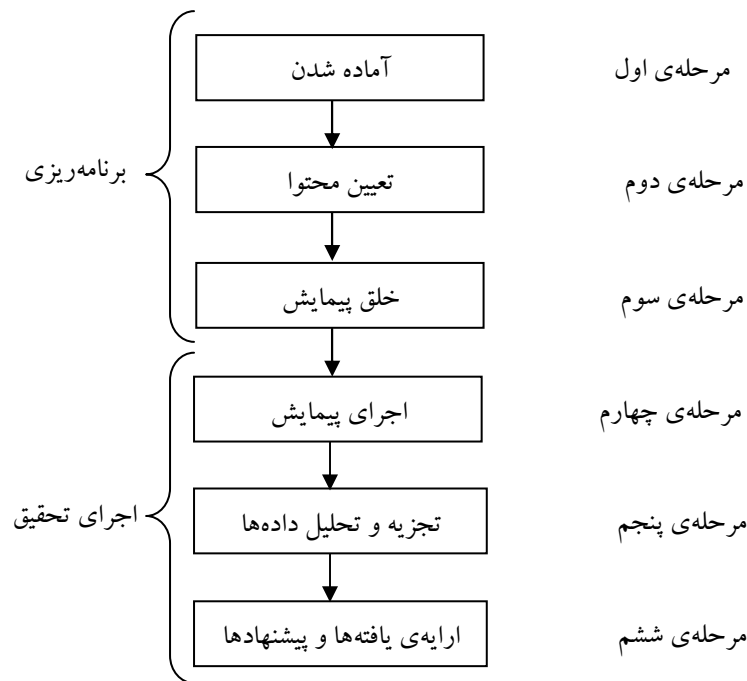 مرحله‌ی اول
آماده شدن
مرحله‌ی دوم
تعیین محتوا
برنامه‌ریزی
مرحله‌ی سوم
خلق پیمایش
مرحله‌ی چهارم
اجرای پیمایش
مرحله‌ی پنجم
تجزیه و تحلیل داده‌ها
اجرای تحقیق
مرحله‌ی ششم
ارایه‌ی یافته‌ها و پیشنهادها